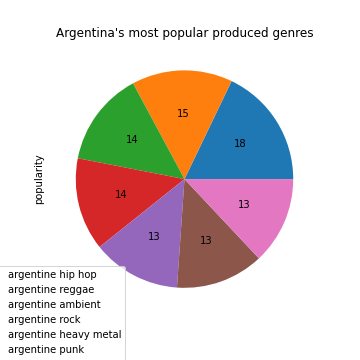 Argentina's most popular produced genres
15
18
14
popularity
14
13
13
13
argentine hip hop
argentine reggae
argentine ambient
argentine rock
argentine heavy metal
argentine punk